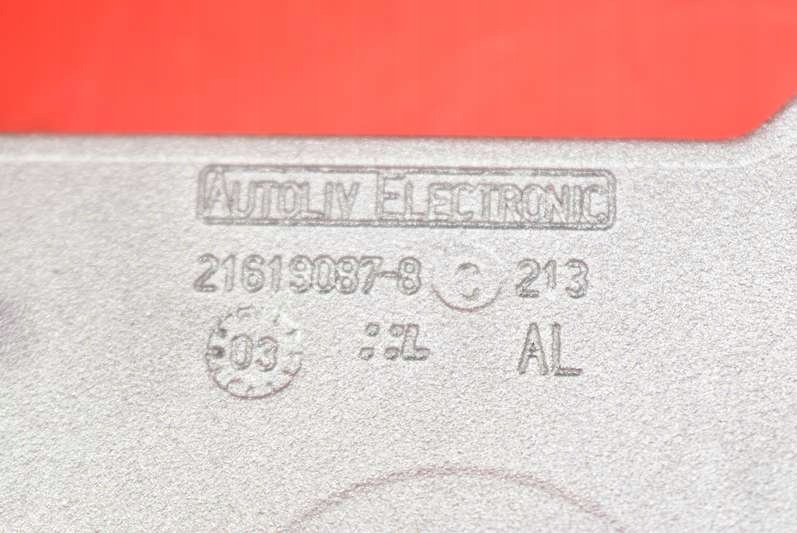 AUTOLIV ELECTRONIC
21619087-8 C 213
03 AL